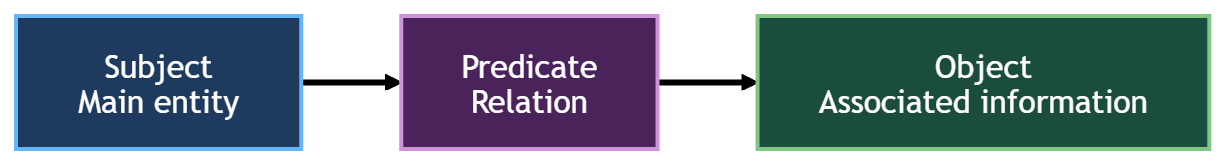 Subject
Main entity
Predicate
Relation
Object
Associated information